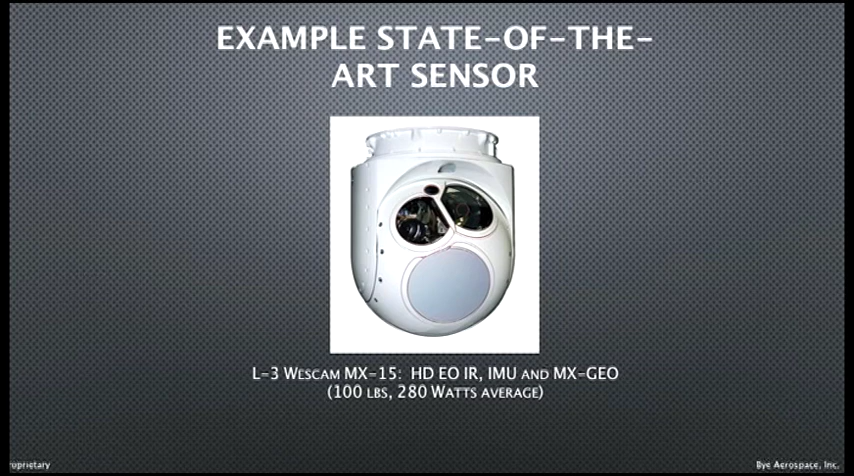 EXAMPLE STATE-OF-THE-
ART SENSOR
L-3 WESCAM MX-15: HD EO IR, IMU AND MX-GEO
(100 LBS, 280 WATTS AVERAGE)
roprietary
Bye Aerospace, Inc.